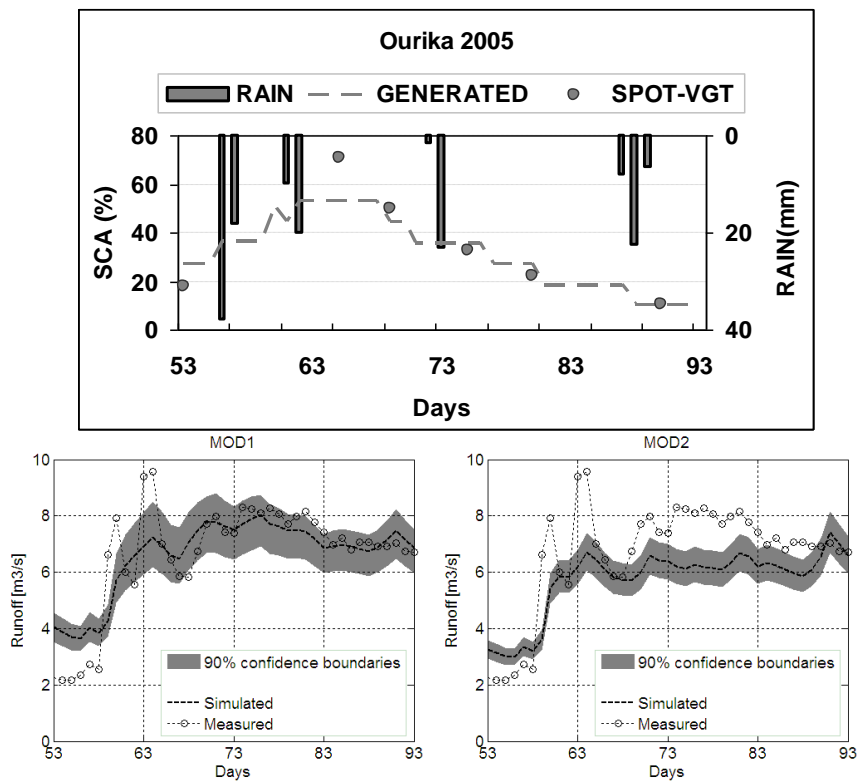 Ourika 2005
RAIN GENERATED SPOT-VGT
80 0
60
40 20
20
0 40
SCA (%)
RAIN(mm)
53 63 73 83 93
Days
MOD1
10
8
6
4
2
0
Runoff [m3/s]
90% confidence boundaries
Simulated
Measured
53 63 73 83 93
Days
MOD2
10
8
6
4
2
0
Runoff [m3/s]
90% confidence boundaries
Simulated
Measured
53 63 73 83 93
Days